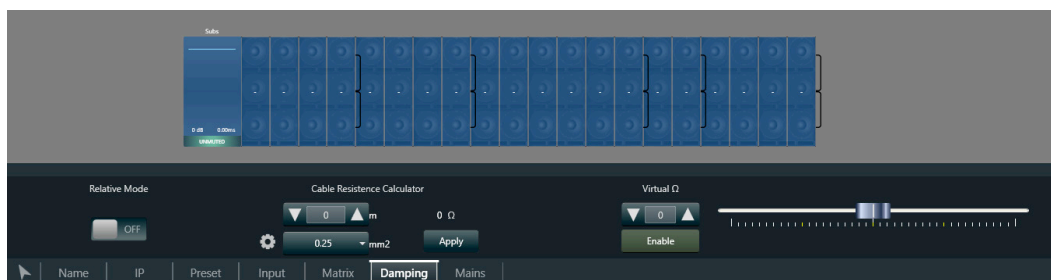 Subs
0 dB 0.00ms
UNMUTED
Relative Mode
OFF
Cable Resistence Calculator
0 m 0 Ω
0.25 mm2 Apply
Virtual Ω
0
Enable
Name IP Preset Input Matrix Damping Mains